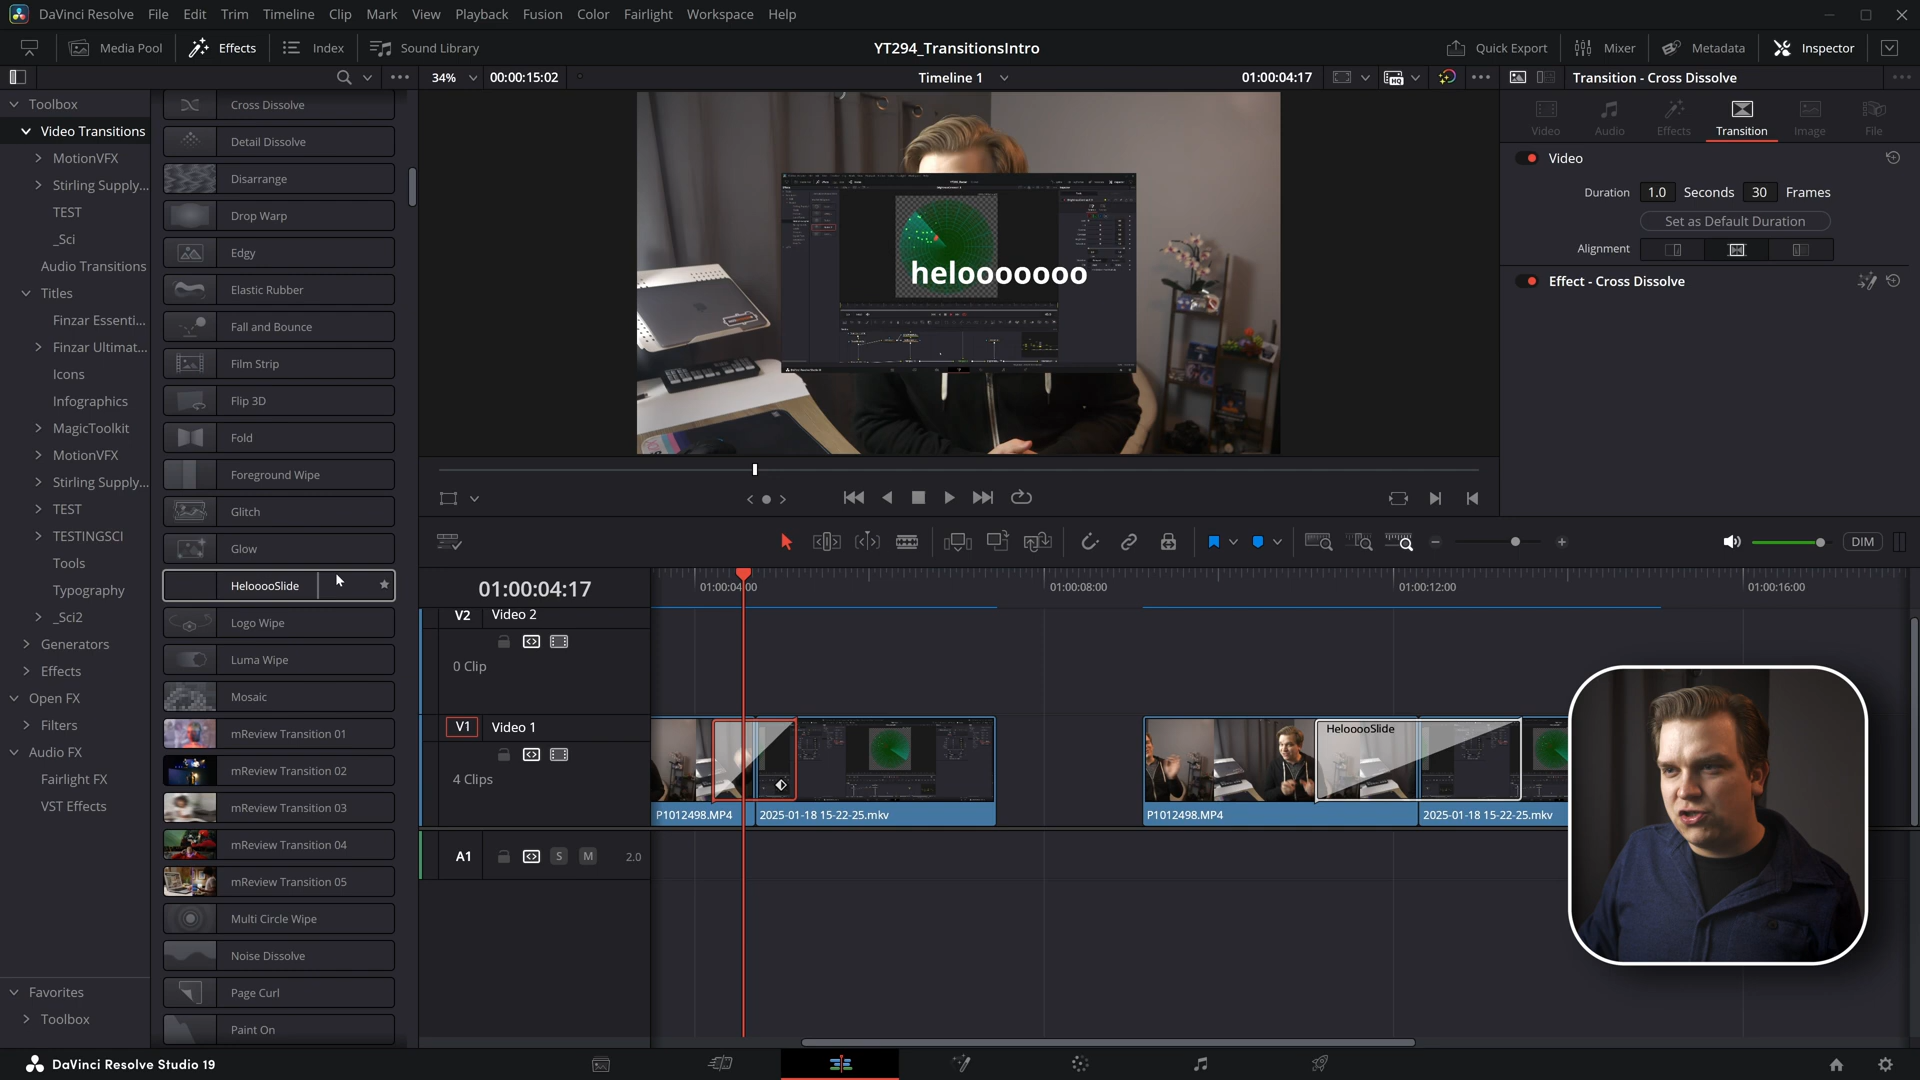 DaVinci Resolve File Edit Trim Timeline Clip Mark View Playback Fusion Color Fairlight Workspace Help
Media Pool Effects Index Sound Library YT294_TransitionsIntro Quick Export Mixer Metadata Inspector
34% 00:00:15:02 Timeline 1 01:00:04:17 Transition - Cross Dissolve
Toolbox
Video Transitions
MotionVFX
Stirling Supply...
TEST
_Sci
Audio Transitions
Titles
Finzar Essenti...
Finzar Ultimat...
Icons
Infographics
MagicToolkit
MotionVFX
Stirling Supply...
TEST
TESTINGSCI
Tools
Typography
_Sci2
Generators
Effects
Open FX
Filters
Audio FX
Fairlight FX
VST Effects
Favorites
Toolbox
Cross Dissolve
Detail Dissolve
Disarrange
Drop Warp
Edgy
Elastic Rubber
Fall and Bounce
Film Strip
Flip 3D
Fold
Foreground Wipe
Glitch
Glow
HelooooSlide
Logo Wipe
Luma Wipe
Mosaic
mReview Transition 01
mReview Transition 02
mReview Transition 03
mReview Transition 04
mReview Transition 05
Multi Circle Wipe
Noise Dissolve
Page Curl
Paint On
helooooooo
Video Audio Effects Transition Image File
Video
Duration 1.0 Seconds 30 Frames
Set as Default Duration
Alignment
Effect - Cross Dissolve
DIM
01:00:04:17
01:00:04:00 01:00:08:00 01:00:12:00 01:00:16:00
V2 Video 2
0 Clip
V1 Video 1
4 Clips
HelooooSlide
P1012498.MP4 2025-01-18 15-22-25.mkv P1012498.MP4 2025-01-18 15-22-25.mkv
A1 S M 2.0
DaVinci Resolve Studio 19